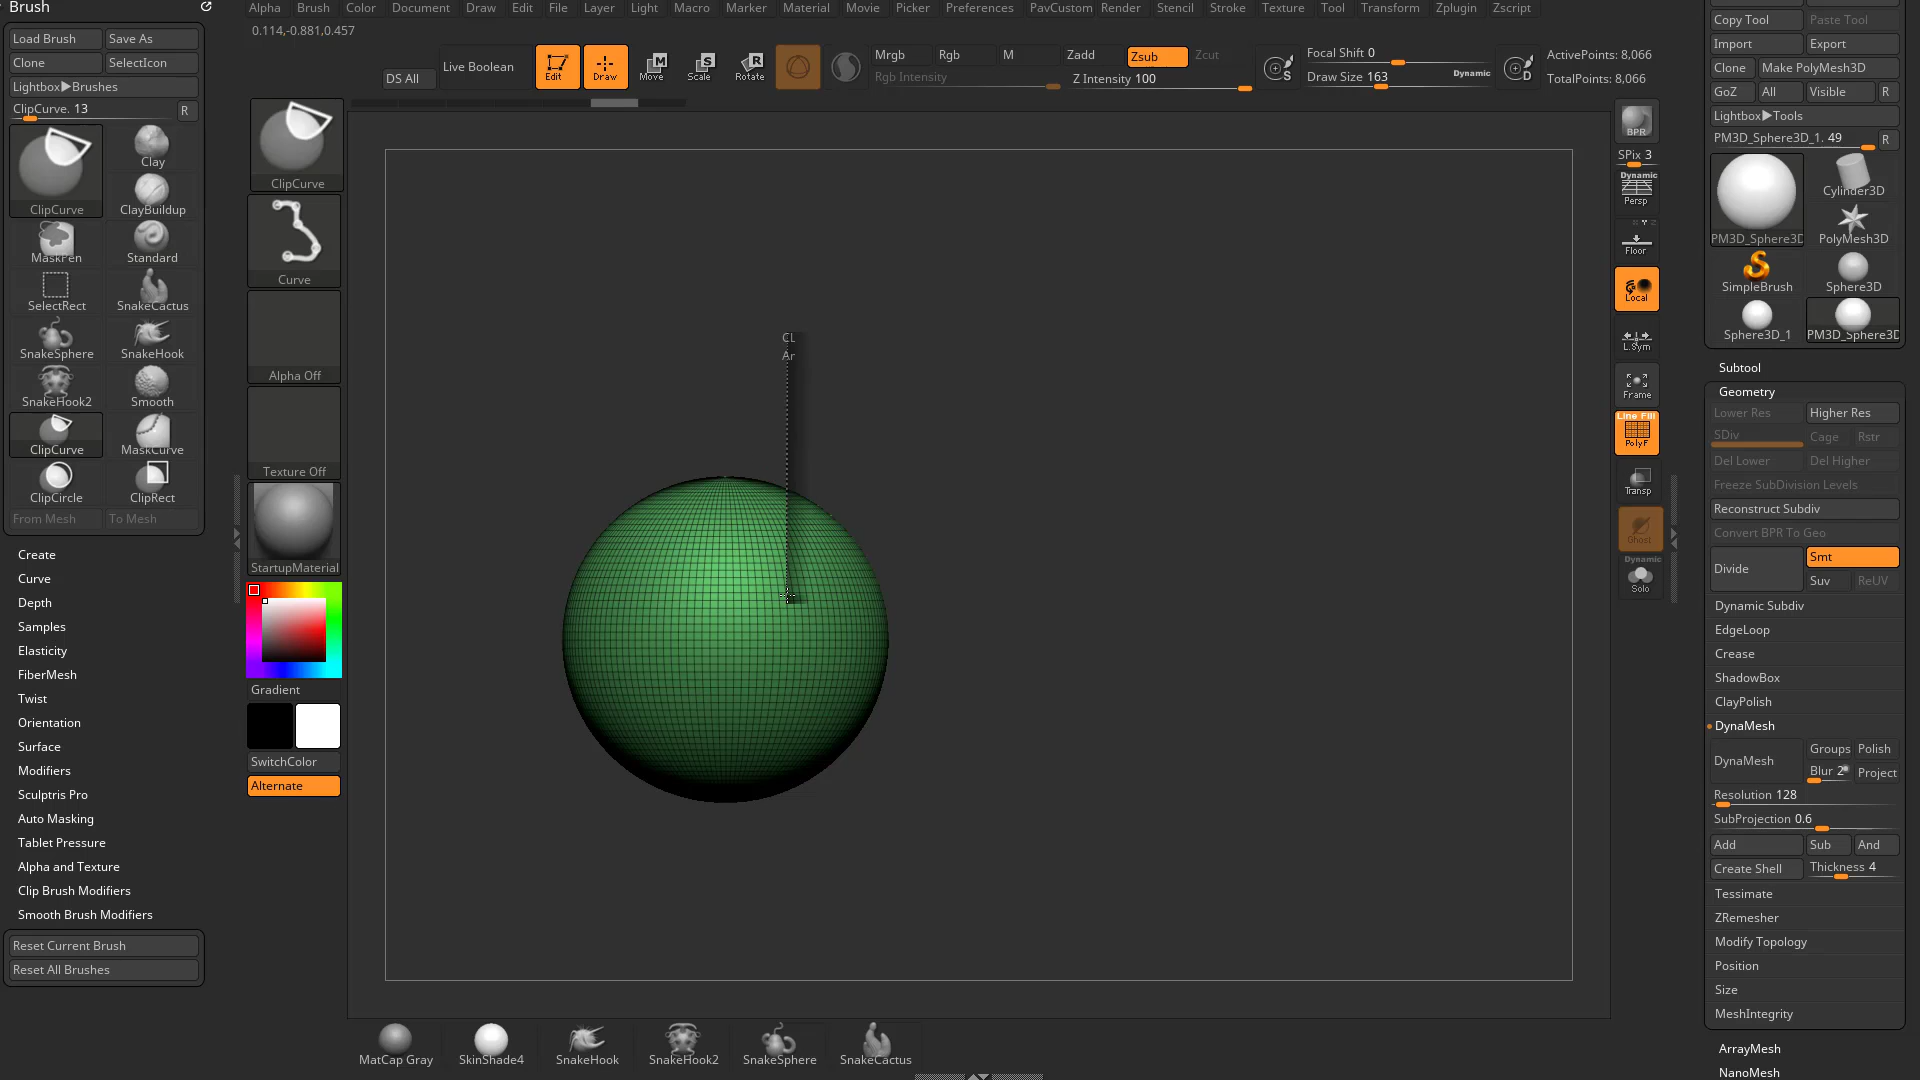 Brush
Alpha Brush Color Document Draw Edit File Layer Light Macro Marker Material Movie Picker Preferences PavCustom Render Stencil Stroke Texture Tool Transform Zplugin Zscript
0.114,-0.881,0.457
Load Brush Save As
Clone SelectIcon
Lightbox▶Brushes
ClipCurve. 13 R
ClipCurve
Clay
ClayBuildup
MaskPen Standard
SelectRect SnakeCactus
SnakeSphere SnakeHook
SnakeHook2 Smooth
ClipCurve MaskCurve
ClipCircle ClipRect
From Mesh To Mesh
Create
Curve
Depth
Samples
Elasticity
FiberMesh
Twist
Orientation
Surface
Modifiers
Sculptris Pro
Auto Masking
Tablet Pressure
Alpha and Texture
Clip Brush Modifiers
Smooth Brush Modifiers
Reset Current Brush
Reset All Brushes
DS All
Live Boolean
Edit
Draw
Move
Scale
Rotate
Mrgb Rgb M
Rgb Intensity
Zadd Zsub Zcut
Z Intensity 100
S
Focal Shift 0
Draw Size 163 Dynamic
D
ActivePoints: 8,066
TotalPoints: 8,066
ClipCurve
Curve
Alpha Off
Texture Off
StartupMaterial
Gradient
SwitchColor
Alternate
CL
Ar
BPR
SPix 3
Dynamic
Persp
Floor
Local
L.Sym
Frame
Line Fill
PolyF
Transp
Ghost
Dynamic
Solo
Copy Tool Paste Tool
Import Export
Clone Make PolyMesh3D
GoZ All Visible R
Lightbox▶Tools
PM3D_Sphere3D_1. 49 R
PM3D_Sphere3D
Cylinder3D
PolyMesh3D
SimpleBrush Sphere3D
Sphere3D_1 PM3D_Sphere3D
Subtool
Geometry
Lower Res Higher Res
SDiv Cage Rstr
Del Lower Del Higher
Freeze SubDivision Levels
Reconstruct Subdiv
Convert BPR To Geo
Divide Smt
Suv ReUV
Dynamic Subdiv
EdgeLoop
Crease
ShadowBox
ClayPolish
DynaMesh
DynaMesh Groups Polish
Blur 2 Project
Resolution 128
SubProjection 0.6
Add Sub And
Create Shell Thickness 4
Tessimate
ZRemesher
Modify Topology
Position
Size
MeshIntegrity
ArrayMesh
NanoMesh
MatCap Gray SkinShade4 SnakeHook SnakeHook2 SnakeSphere SnakeCactus